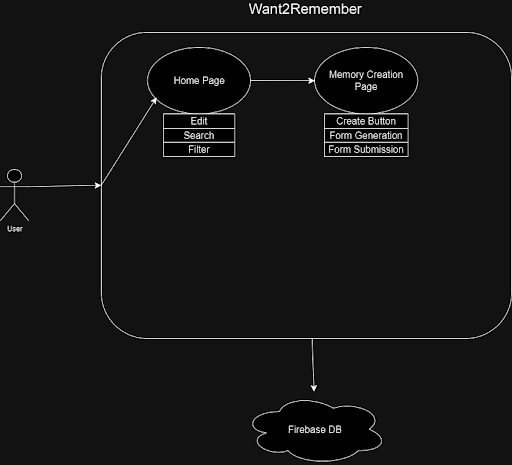 Want2Remember
Home Page
Edit
Search
Filter
Memory Creation
Page
Create Button
Form Generation
Form Submission
User
Firebase DB